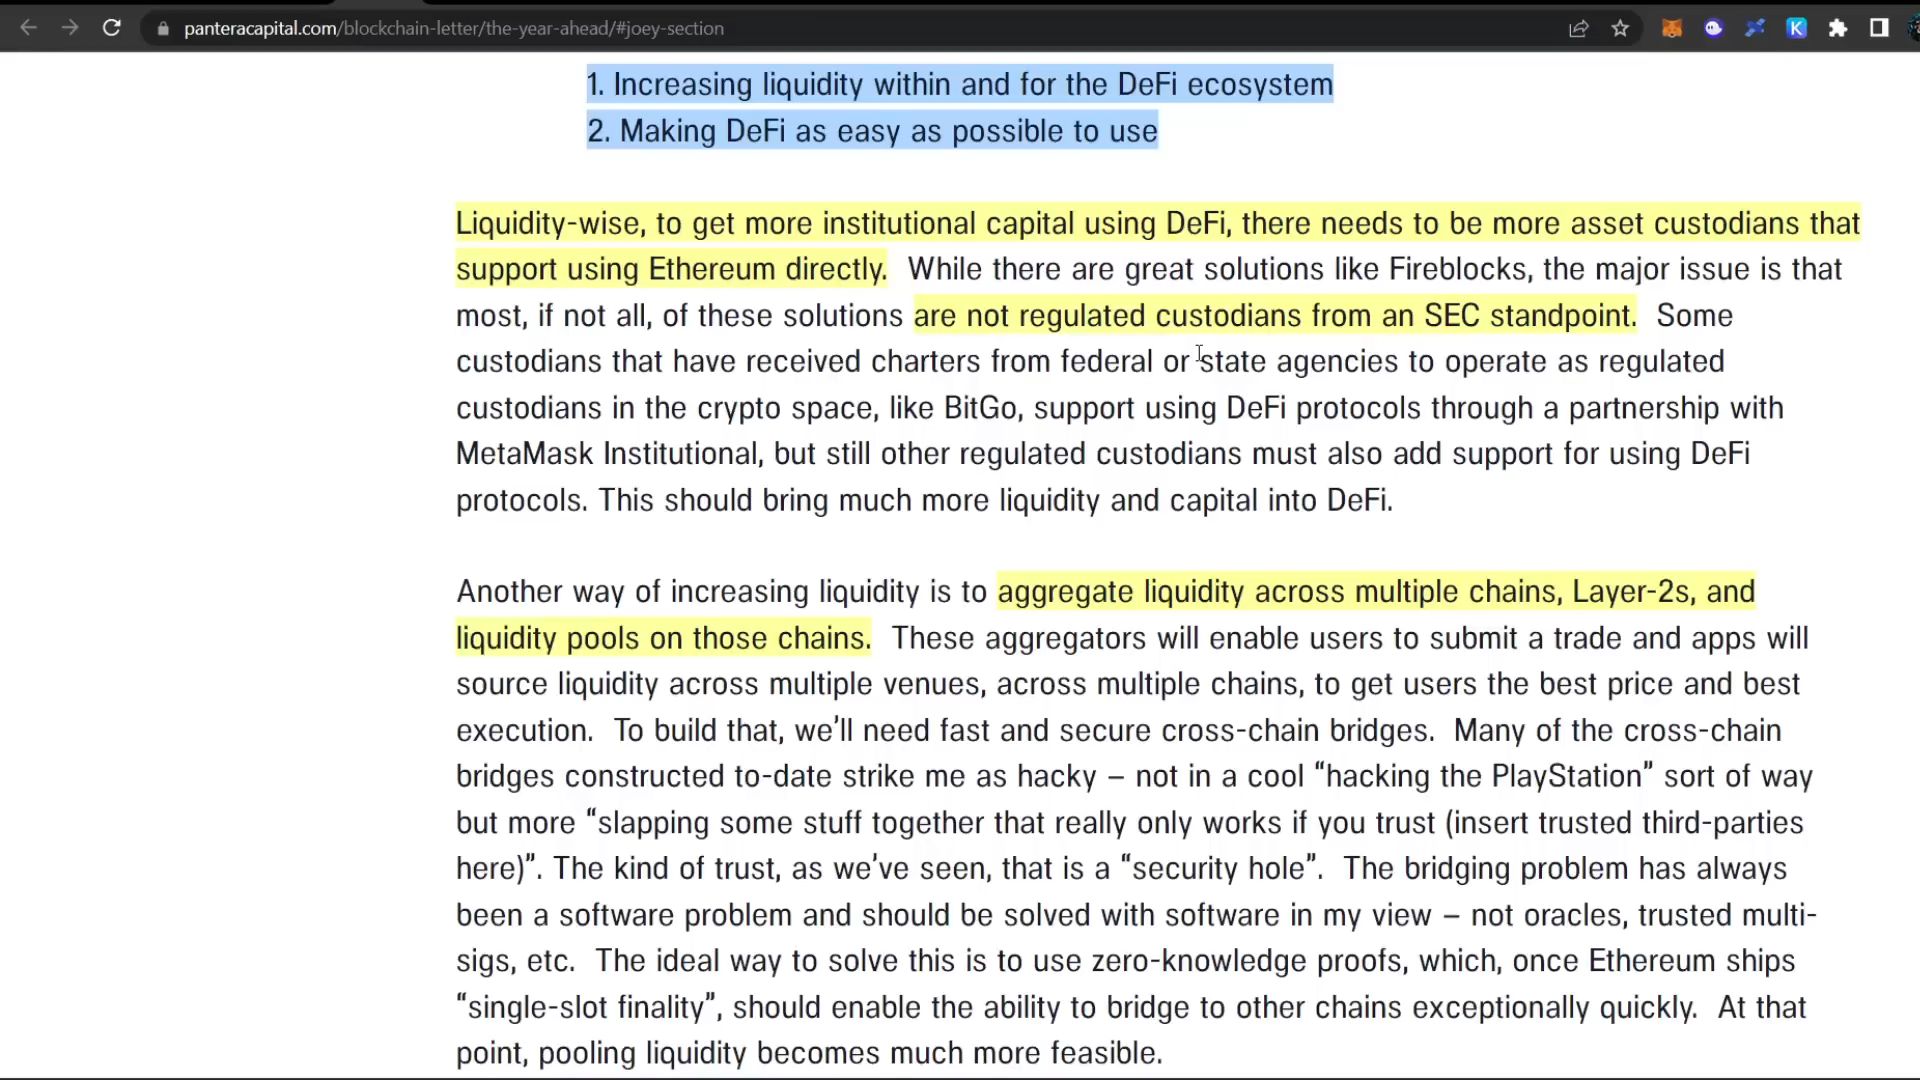 panteracapital.com/blockchain-letter/the-year-ahead/#joey-section
1. Increasing liquidity within and for the DeFi ecosystem
2. Making DeFi as easy as possible to use
Liquidity-wise, to get more institutional capital using DeFi, there needs to be more asset custodians that
support using Ethereum directly. While there are great solutions like Fireblocks, the major issue is that
most, if not all, of these solutions are not regulated custodians from an SEC standpoint. Some
custodians that have received charters from federal or state agencies to operate as regulated
custodians in the crypto space, like BitGo, support using DeFi protocols through a partnership with
MetaMask Institutional, but still other regulated custodians must also add support for using DeFi
protocols. This should bring much more liquidity and capital into DeFi.
Another way of increasing liquidity is to aggregate liquidity across multiple chains, Layer-2s, and
liquidity pools on those chains. These aggregators will enable users to submit a trade and apps will
source liquidity across multiple venues, across multiple chains, to get users the best price and best
execution. To build that, we’ll need fast and secure cross-chain bridges. Many of the cross-chain
bridges constructed to-date strike me as hacky – not in a cool “hacking the PlayStation” sort of way
but more “slapping some stuff together that really only works if you trust (insert trusted third-parties
here)”. The kind of trust, as we’ve seen, that is a “security hole”. The bridging problem has always
been a software problem and should be solved with software in my view – not oracles, trusted multi-
sigs, etc. The ideal way to solve this is to use zero-knowledge proofs, which, once Ethereum ships
“single-slot finality”, should enable the ability to bridge to other chains exceptionally quickly. At that
point, pooling liquidity becomes much more feasible.